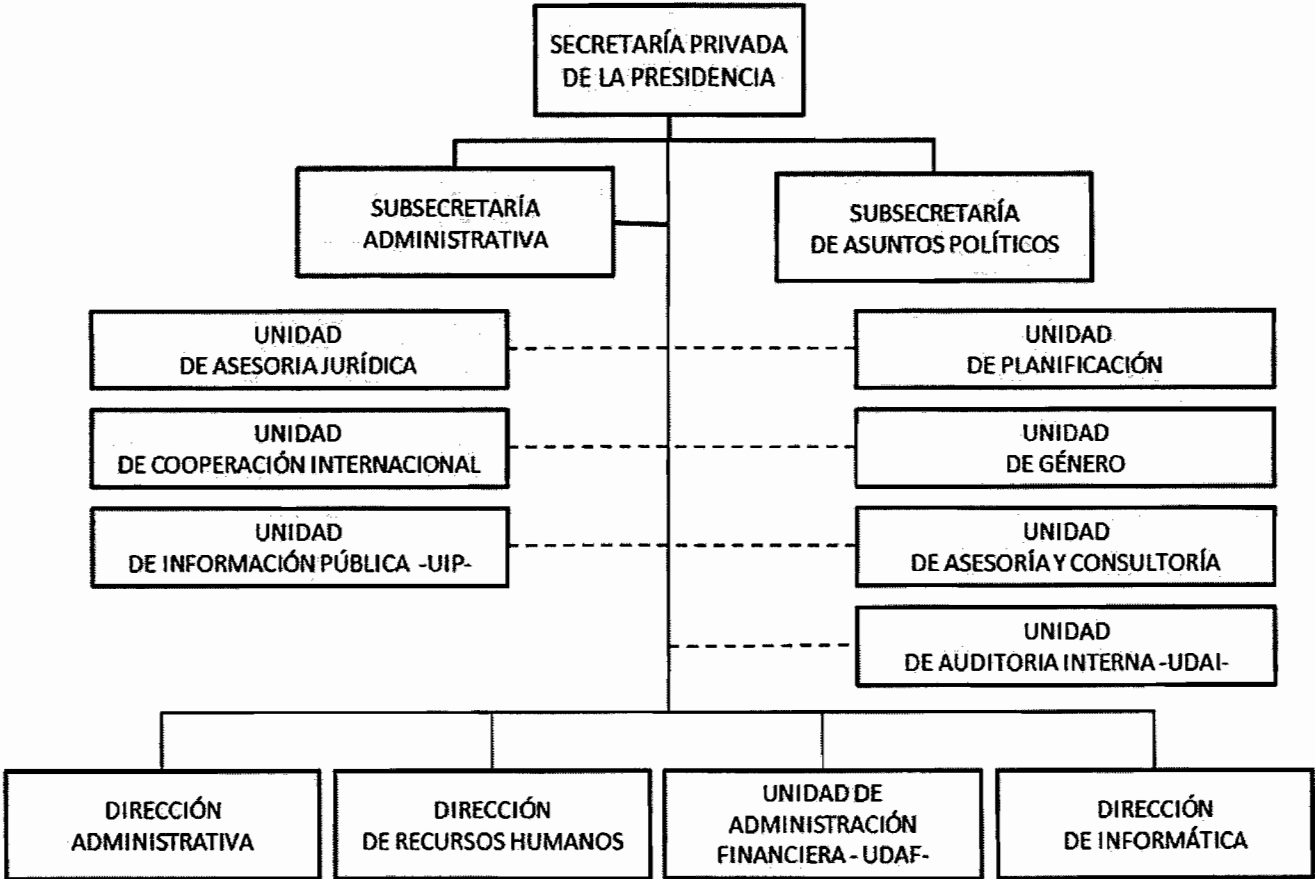 SECRETARÍA PRIVADA
DE LA PRESIDENCIA
SUBSECRETARÍA
ADMINISTRATIVA
SUBSECRETARÍA
DE ASUNTOS POLÍTICOS
UNIDAD
DE ASESORIA JURÍDICA
UNIDAD
DE PLANIFICACIÓN
UNIDAD
DE COOPERACIÓN INTERNACIONAL
UNIDAD
DE GÉNERO
UNIDAD
DE INFORMACIÓN PÚBLICA -UIP-
UNIDAD
DE ASESORÍA Y CONSULTORÍA
UNIDAD
DE AUDITORIA INTERNA -UDAI-
DIRECCIÓN
ADMINISTRATIVA
DIRECCIÓN
DE RECURSOS HUMANOS
UNIDAD DE
ADMINISTRACIÓN
FINANCIERA - UDAF-
DIRECCIÓN
DE INFORMÁTICA